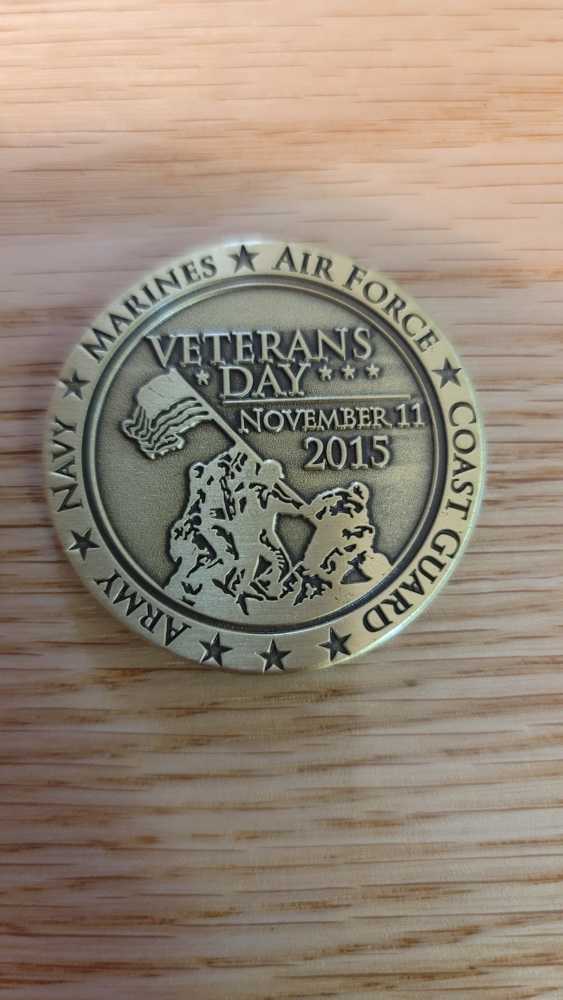 ARMY ★ NAVY ★ MARINES ★ AIR FORCE ★ COAST GUARD ★ ★ ★
VETERANS
* DAY * * *
NOVEMBER 11
2015